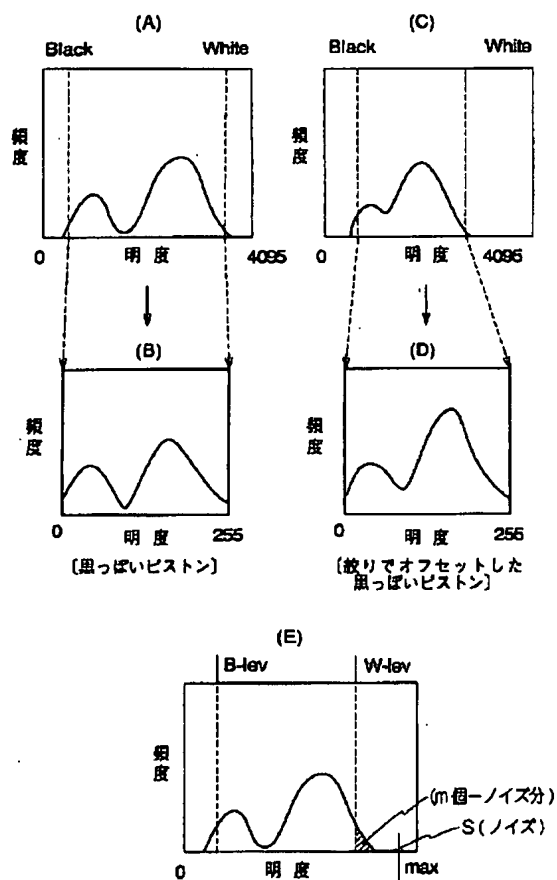 (A)
Black White
頻度
0 明度 4095
(C)
Black White
頻度
0 明度 4095
(B)
頻度
0 明度 255
[黒っぽいピストン]
(D)
頻度
0 明度 255
[絞りでオフセットした
黒っぽいピストン]
(E)
B-lev W-lev
頻度
(m個ーノイズ分)
S(ノイズ)
0 明度 max